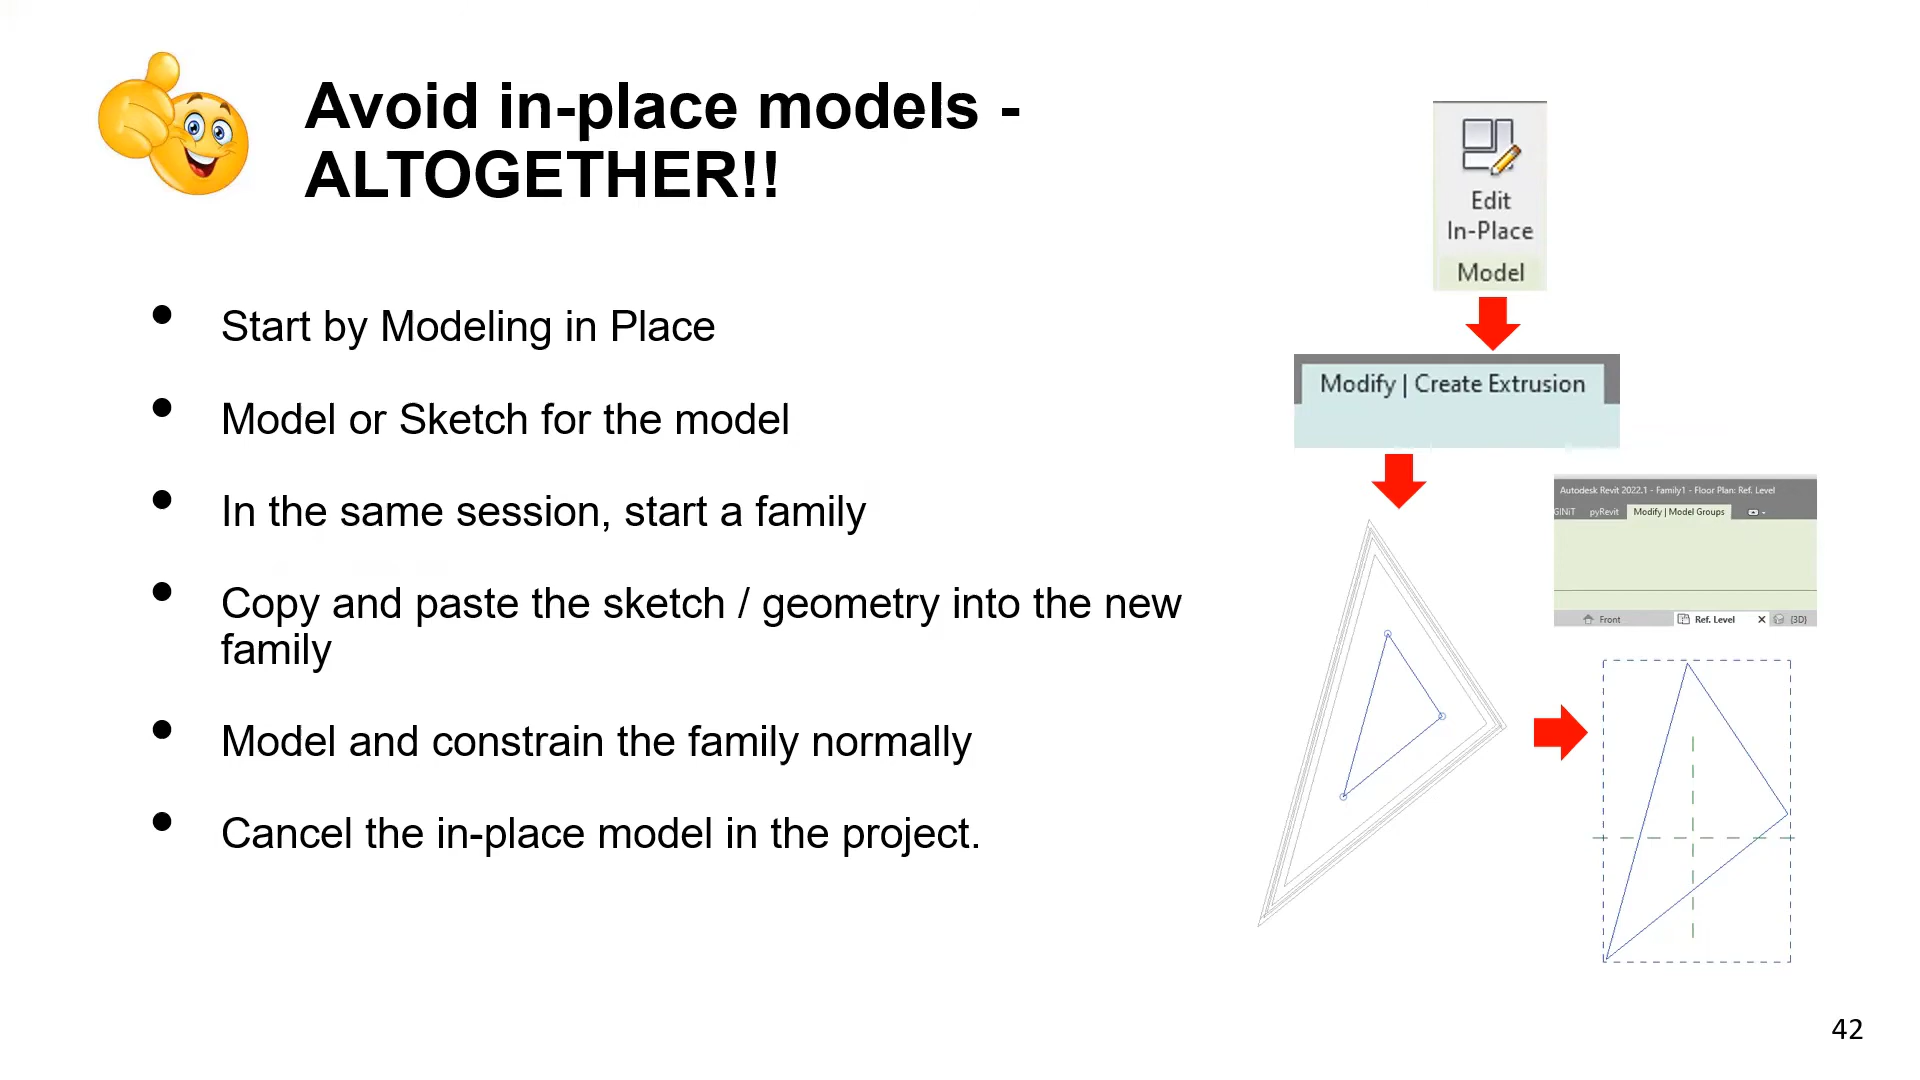 Avoid in-place models -
ALTOGETHER!!
Start by Modeling in Place
Model or Sketch for the model
In the same session, start a family
Copy and paste the sketch / geometry into the new
family
Model and constrain the family normally
Cancel the in-place model in the project.
Edit
In-Place
Model
Modify | Create Extrusion
Autodesk Revit 2022.1 - Family1 - Floor Plan: Ref. Level
GINiT pyRevit Modify | Model Groups
Front Ref. Level {3D}
42